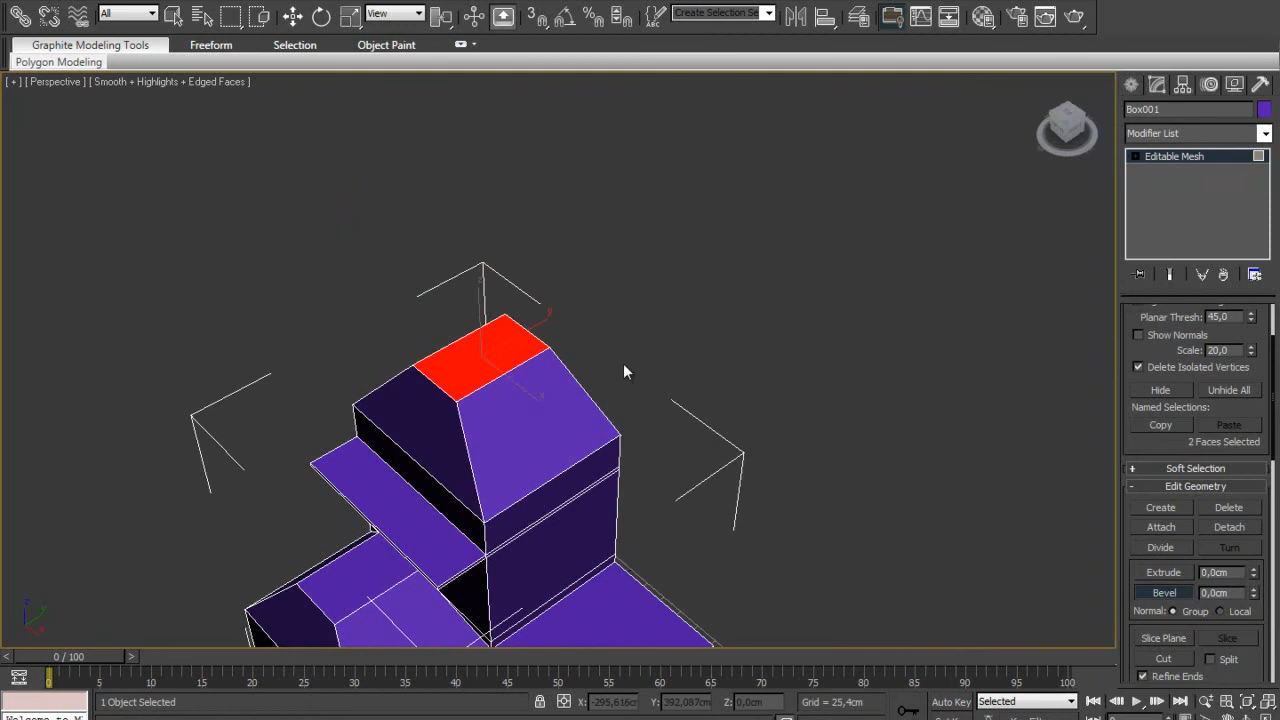 All
View
Create Selection Se
Graphite Modeling Tools
Freeform
Selection
Object Paint
Polygon Modeling
[ + ] [ Perspective ] [ Smooth + Highlights + Edged Faces ]
Box001
Modifier List
Editable Mesh
Planar Thresh: 45,0
Show Normals
Scale: 20,0
Delete Isolated Vertices
Hide
Unhide All
Named Selections:
Copy
Paste
2 Faces Selected
+ Soft Selection
- Edit Geometry
Create
Delete
Attach
Detach
Divide
Turn
Extrude
0,0cm
Bevel
0,0cm
Normal: Group Local
Slice Plane
Slice
Cut
Split
Refine Ends
z
y
x
< 0 / 100 >
0 5 10 15 20 25 30 35 40 45 50 55 60 65 70 75 80 85 90 95 100
1 Object Selected
X: -295,616cm
Y: 392,087cm
Z: 0,0cm
Grid = 25,4cm
Auto Key
Selected